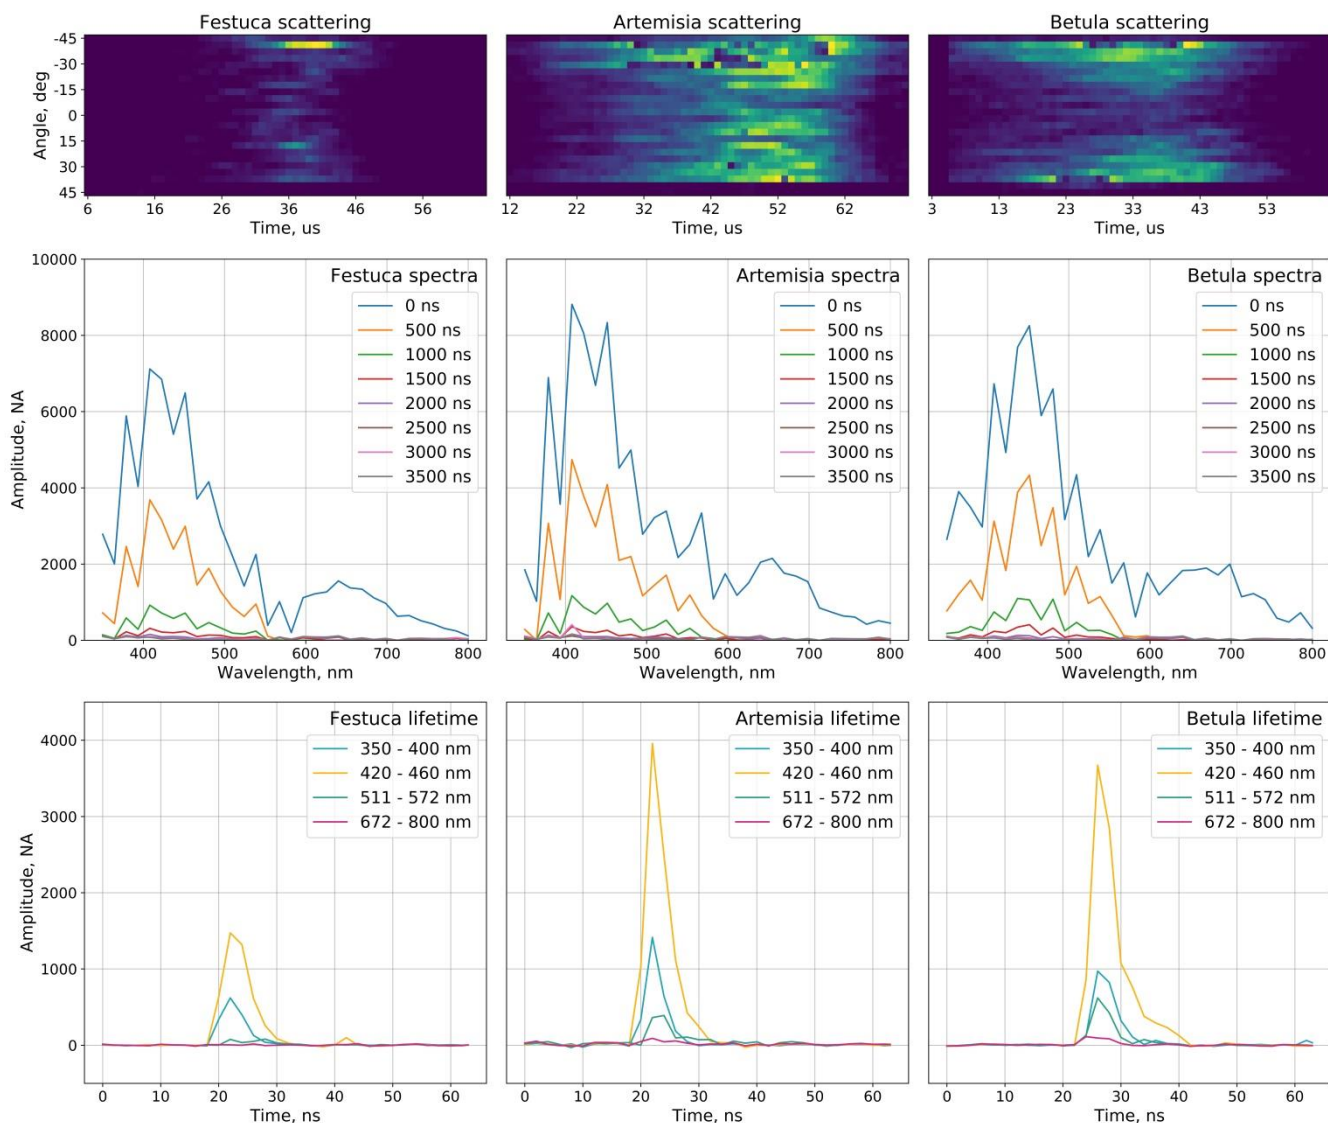 Festuca scattering
Artemisia scattering
Betula scattering
Angle, deg
-45
-30
-15
0
15
30
45
6 16 26 36 46 56
12 22 32 42 52 62
3 13 23 33 43 53
Time, us
Time, us
Time, us
Festuca spectra
Artemisia spectra
Betula spectra
Amplitude, NA
10000
8000
6000
4000
2000
0
0 ns
500 ns
1000 ns
1500 ns
2000 ns
2500 ns
3000 ns
3500 ns
0 ns
500 ns
1000 ns
1500 ns
2000 ns
2500 ns
3000 ns
3500 ns
0 ns
500 ns
1000 ns
1500 ns
2000 ns
2500 ns
3000 ns
3500 ns
400 500 600 700 800
400 500 600 700 800
400 500 600 700 800
Wavelength, nm
Wavelength, nm
Wavelength, nm
Festuca lifetime
Artemisia lifetime
Betula lifetime
Amplitude, NA
4000
3000
2000
1000
0
350 - 400 nm
420 - 460 nm
511 - 572 nm
672 - 800 nm
350 - 400 nm
420 - 460 nm
511 - 572 nm
672 - 800 nm
350 - 400 nm
420 - 460 nm
511 - 572 nm
672 - 800 nm
0 10 20 30 40 50 60
0 10 20 30 40 50 60
0 10 20 30 40 50 60
Time, ns
Time, ns
Time, ns